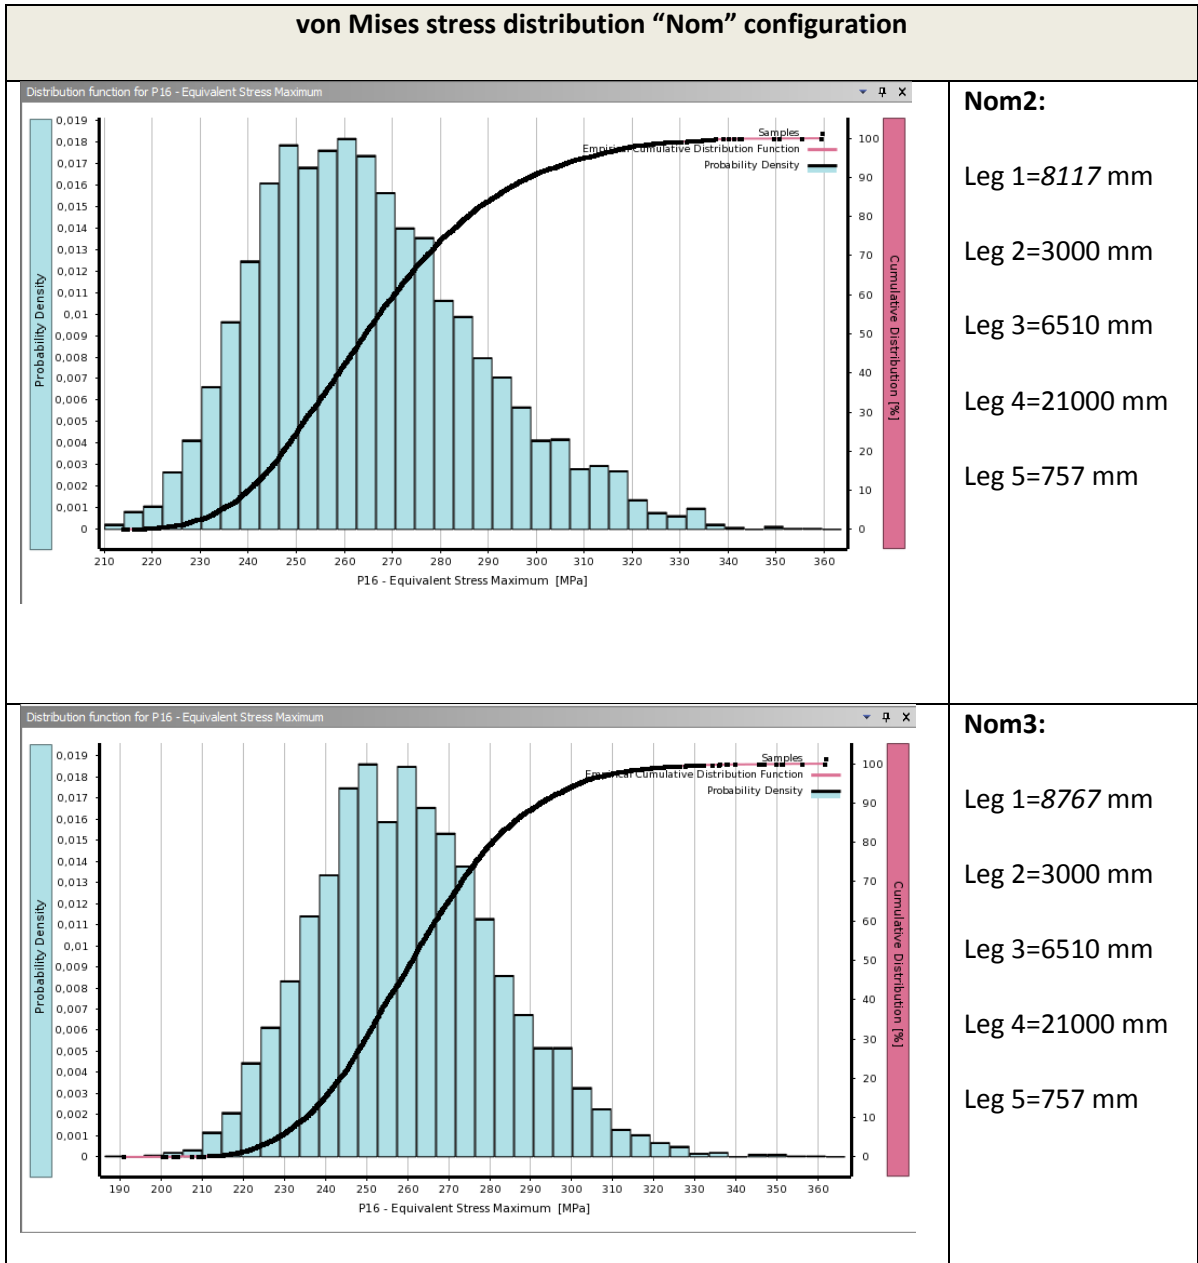 von Mises stress distribution “Nom” configuration
Distribution function for P16 - Equivalent Stress Maximum
Samples
Empirical Cumulative Distribution Function
Probability Density
0,019
0,018
0,017
0,016
0,015
0,014
0,013
0,012
0,011
0,01
0,009
0,008
0,007
0,006
0,005
0,004
0,003
0,002
0,001
0
Probability Density
100
90
80
70
60
50
40
30
20
10
0
Cumulative Distribution [%]
210 220 230 240 250 260 270 280 290 300 310 320 330 340 350 360
P16 - Equivalent Stress Maximum [MPa]
Nom2:
Leg 1=8117 mm
Leg 2=3000 mm
Leg 3=6510 mm
Leg 4=21000 mm
Leg 5=757 mm
Distribution function for P16 - Equivalent Stress Maximum
Samples
Empirical Cumulative Distribution Function
Probability Density
0,019
0,018
0,017
0,016
0,015
0,014
0,013
0,012
0,011
0,01
0,009
0,008
0,007
0,006
0,005
0,004
0,003
0,002
0,001
0
Probability Density
100
90
80
70
60
50
40
30
20
10
0
Cumulative Distribution [%]
190 200 210 220 230 240 250 260 270 280 290 300 310 320 330 340 350 360
P16 - Equivalent Stress Maximum [MPa]
Nom3:
Leg 1=8767 mm
Leg 2=3000 mm
Leg 3=6510 mm
Leg 4=21000 mm
Leg 5=757 mm